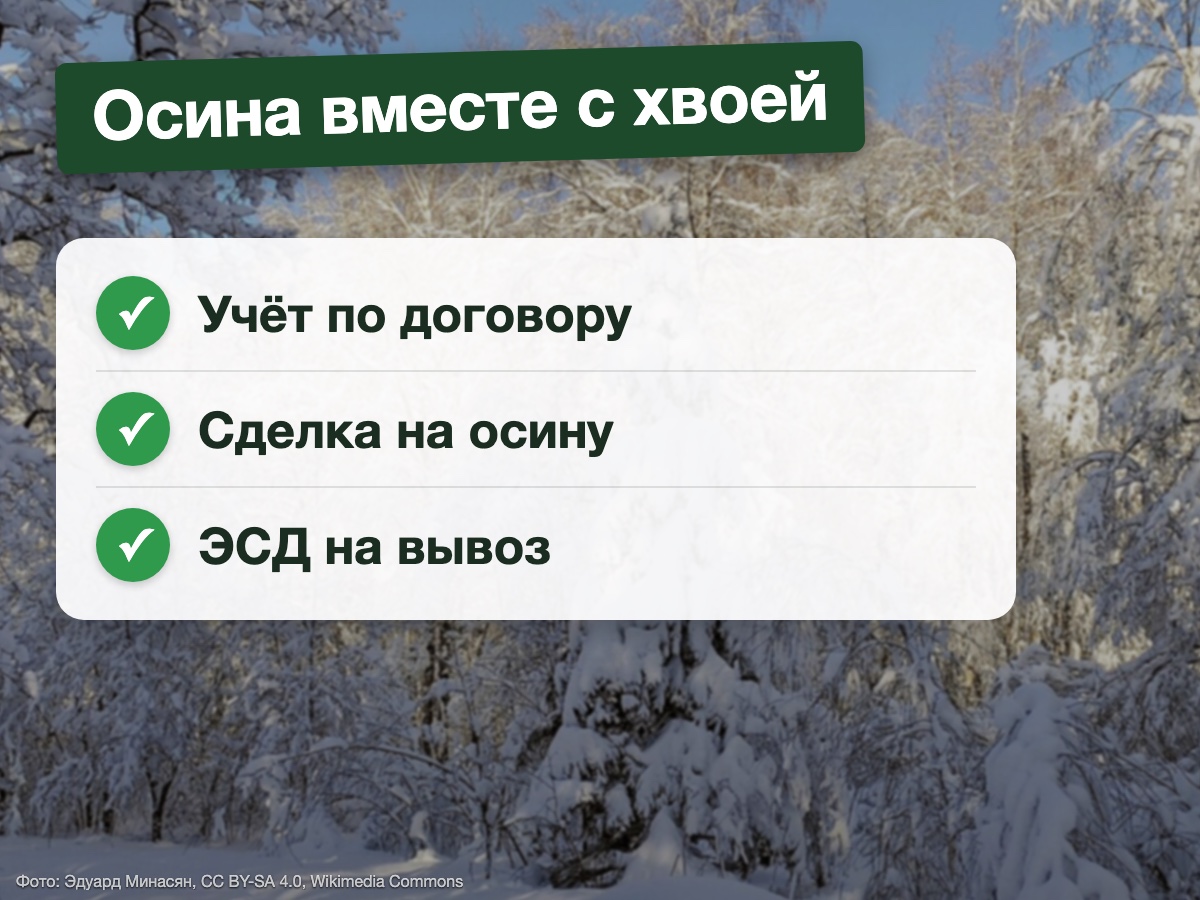 Осина вместе с хвоей
Учёт по договору
Сделка на осину
ЭСД на вывоз
Фото: Эдуард Минасян, CC BY-SA 4.0, Wikimedia Commons